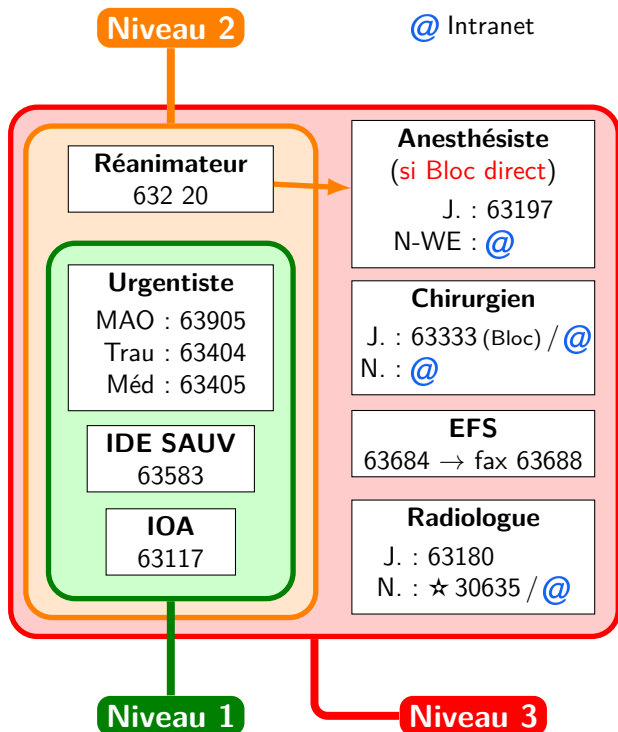 Niveau 2
@ Intranet
Réanimateur
632 20
Urgentiste
MAO : 63905
Trau : 63404
Méd : 63405
IDE SAUV
63583
IOA
63117
Anesthésiste
(si Bloc direct)
J. : 63197
N-WE : @
Chirurgien
J. : 63333 (Bloc) / @
N. : @
EFS
63684 → fax 63688
Radiologue
J. : 63180
N. : ☆ 30635 / @
Niveau 1
Niveau 3